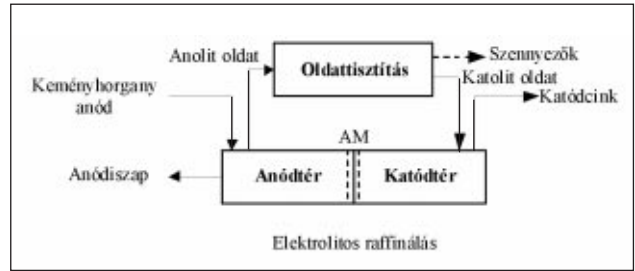 Anolit oldat
Oldattisztítás
Szennyezők
Katolit oldat
Keményhorgany
anód
Katódcink
AM
Anódiszap
Anódtér
Katódtér
Elektrolitos raffinálás